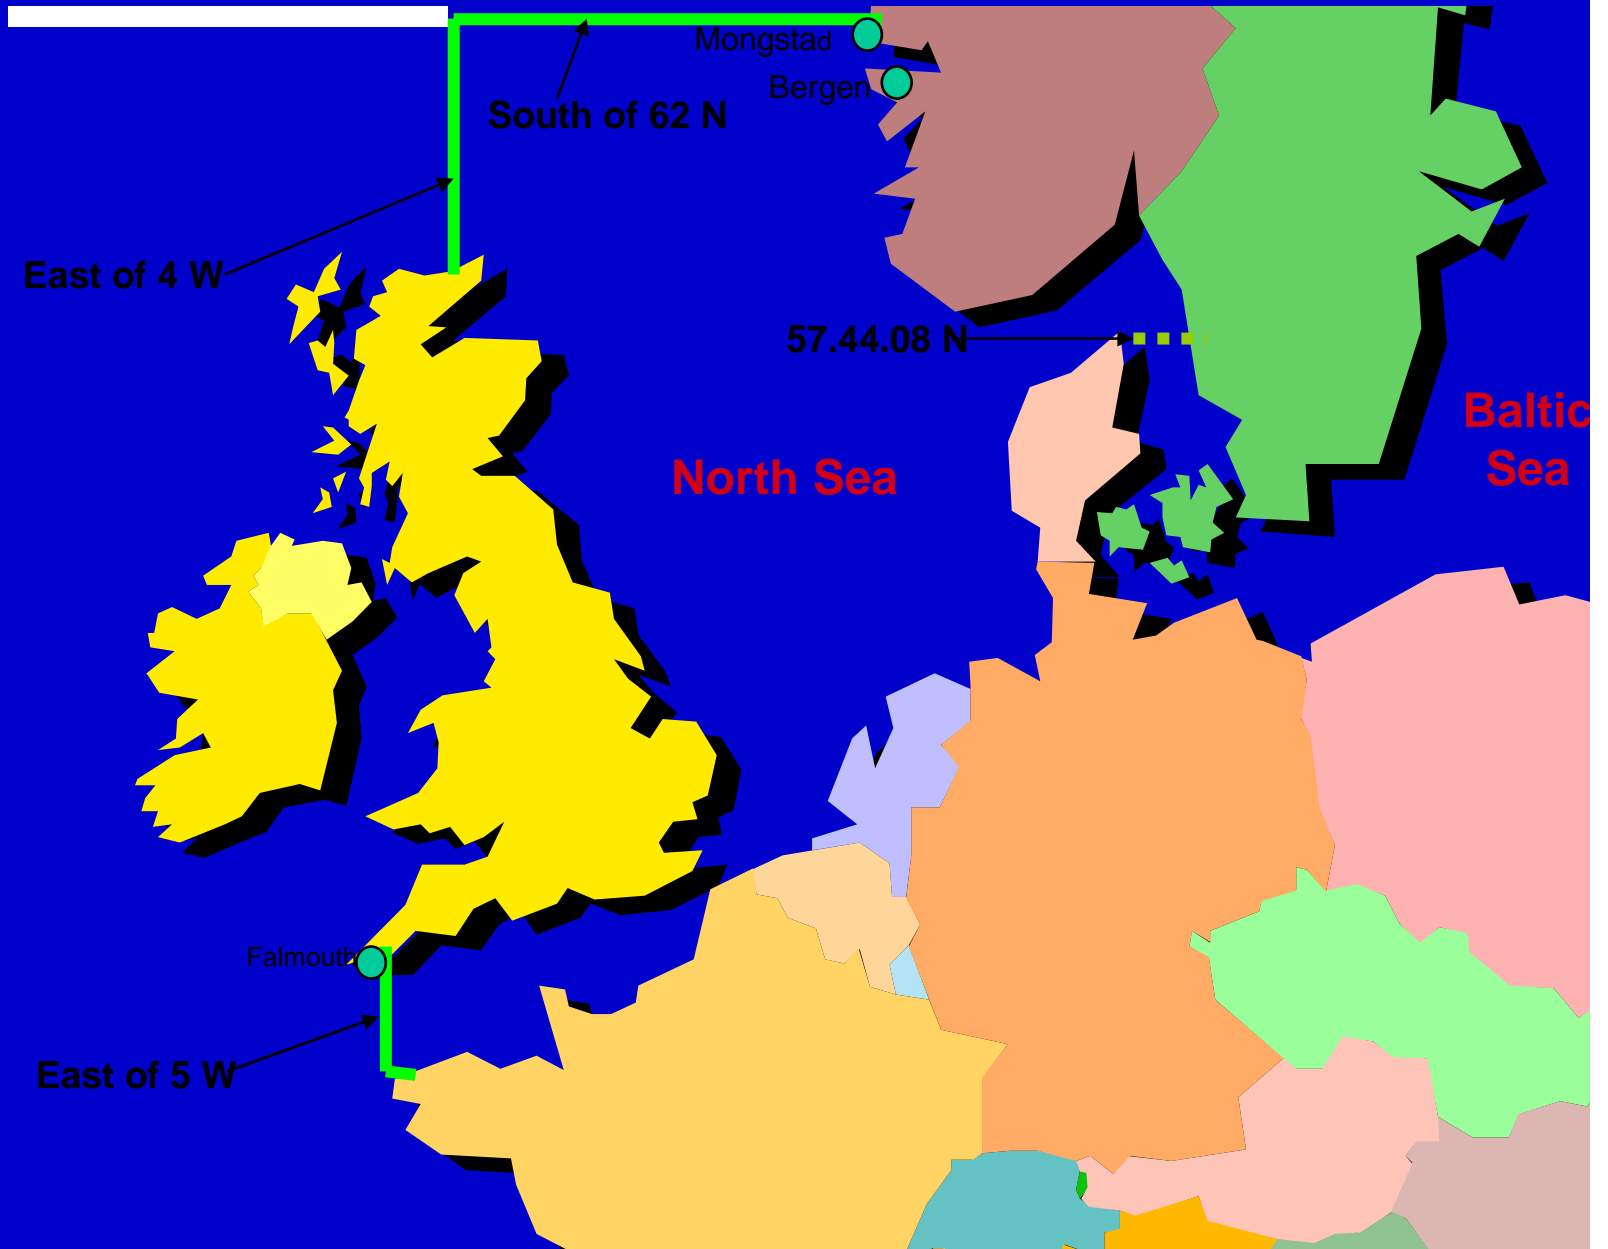 Mongstad
Bergen
South of 62 N
East of 4 W
57.44.08 N
Baltic
Sea
North Sea
Falmouth
East of 5 W